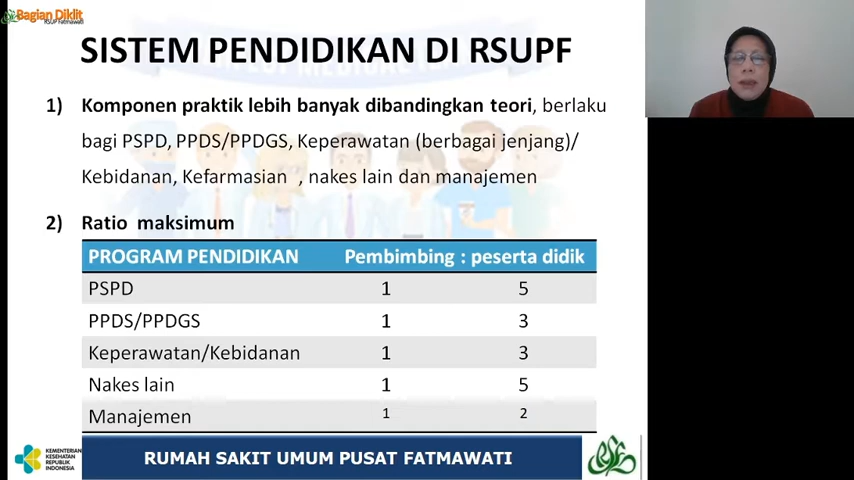 Bagian Diklit
RSUP Fatmawati
SISTEM PENDIDIKAN DI RSUPF
1) Komponen praktik lebih banyak dibandingkan teori, berlaku
bagi PSPD, PPDS/PPDGS, Keperawatan (berbagai jenjang)/
Kebidanan, Kefarmasian , nakes lain dan manajemen
2) Ratio maksimum
PROGRAM PENDIDIKAN Pembimbing : peserta didik
PSPD 1 5
PPDS/PPDGS 1 3
Keperawatan/Kebidanan 1 3
Nakes lain 1 5
Manajemen 1 2
KEMENTERIAN
KESEHATAN
REPUBLIK
INDONESIA
RUMAH SAKIT UMUM PUSAT FATMAWATI